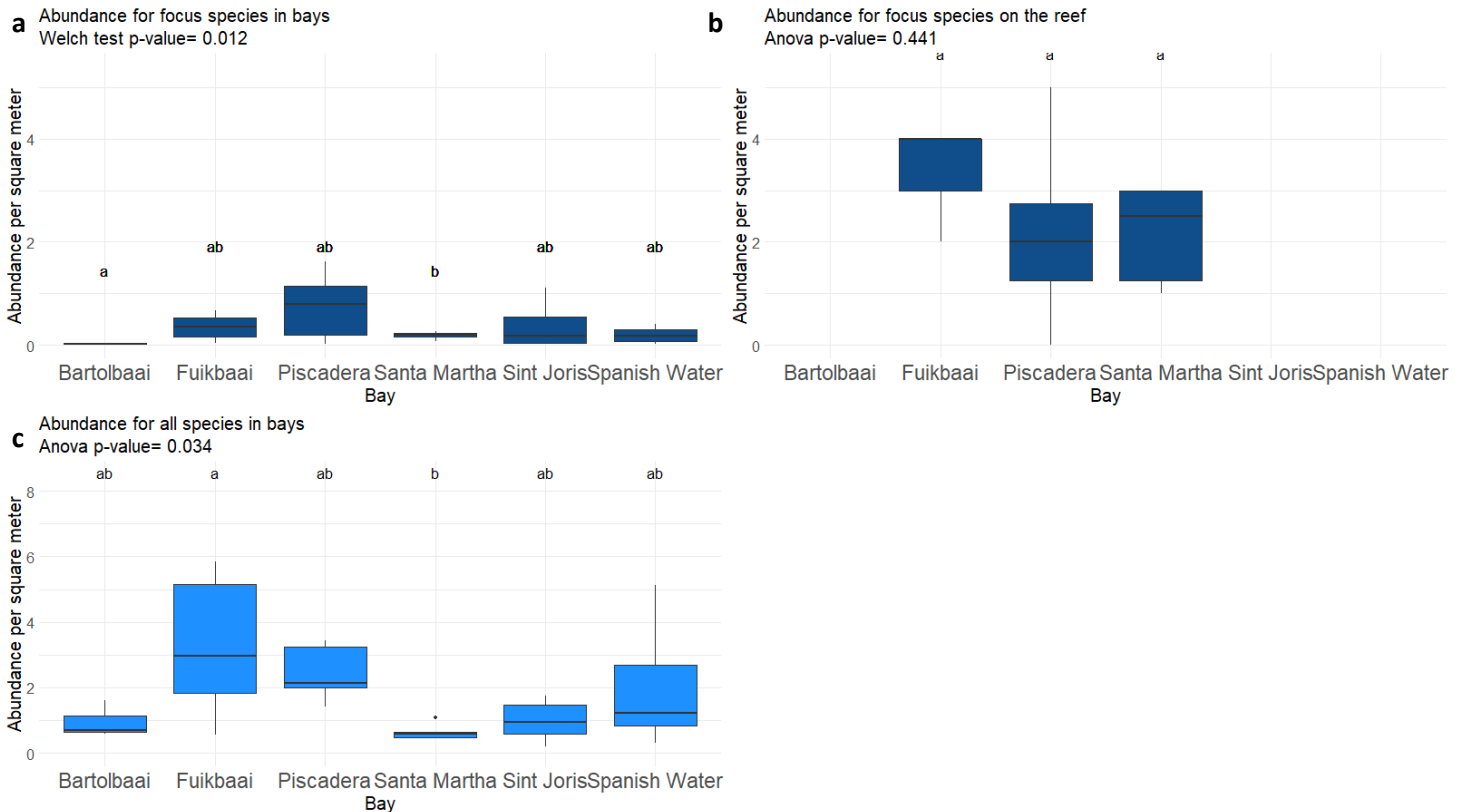 a
Abundance for focus species in bays
Welch test p-value= 0.012
Abundance per square meter
4
2
0
a
ab
ab
b
ab
ab
Bartolbaai Fuikbaai Piscadera Santa Martha Sint Joris Spanish Water
Bay
b
Abundance for focus species on the reef
Anova p-value= 0.441
Abundance per square meter
4
2
0
a a a
Bartolbaai Fuikbaai Piscadera Santa Martha Sint Joris Spanish Water
Bay
c
Abundance for all species in bays
Anova p-value= 0.034
Abundance per square meter
8
6
4
2
0
ab a ab b ab ab
Bartolbaai Fuikbaai Piscadera Santa Martha Sint Joris Spanish Water
Bay